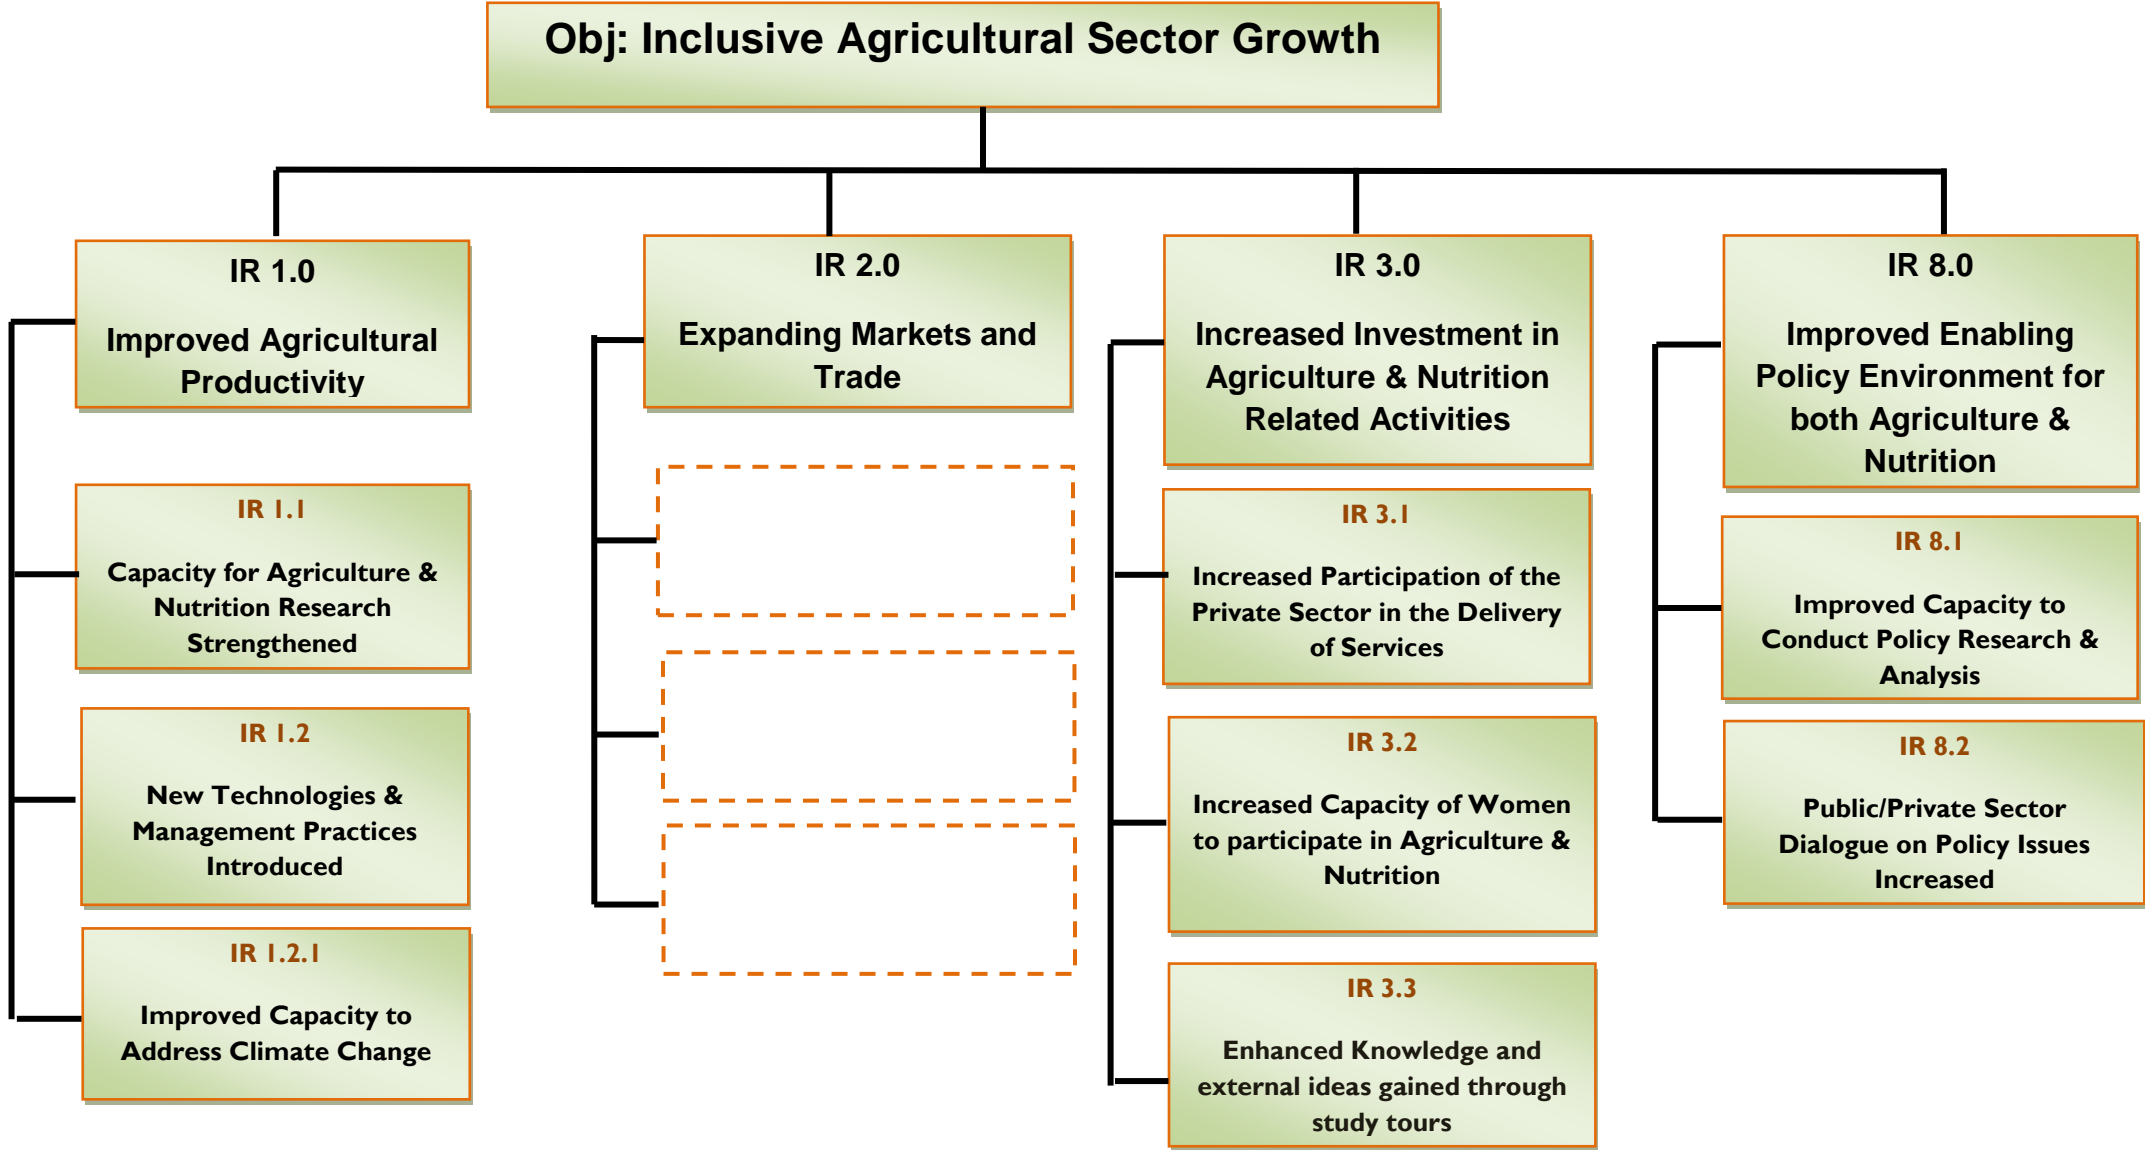 Obj: Inclusive Agricultural Sector Growth
IR 1.0
Improved Agricultural
Productivity
IR 1.1
Capacity for Agriculture &
Nutrition Research
Strengthened
IR 1.2
New Technologies &
Management Practices
Introduced
IR 1.2.1
Improved Capacity to
Address Climate Change
IR 2.0
Expanding Markets and
Trade
IR 3.0
Increased Investment in
Agriculture & Nutrition
Related Activities
IR 3.1
Increased Participation of the
Private Sector in the Delivery
of Services
IR 3.2
Increased Capacity of Women
to participate in Agriculture &
Nutrition
IR 3.3
Enhanced Knowledge and
external ideas gained through
study tours
IR 8.0
Improved Enabling
Policy Environment for
both Agriculture &
Nutrition
IR 8.1
Improved Capacity to
Conduct Policy Research &
Analysis
IR 8.2
Public/Private Sector
Dialogue on Policy Issues
Increased